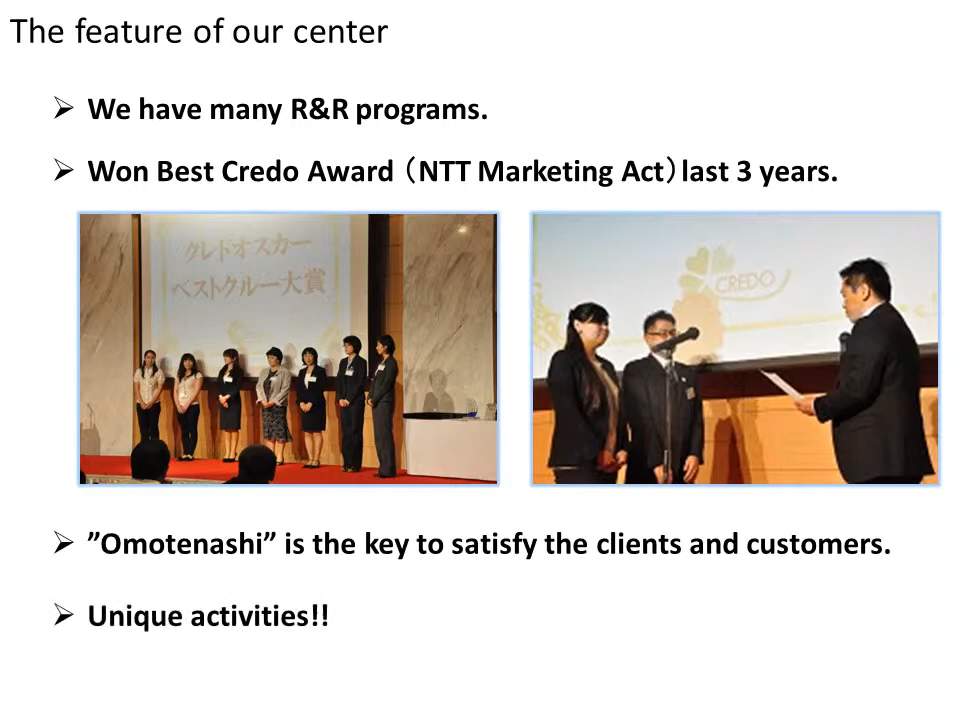 The feature of our center
➢ We have many R&R programs.
➢ Won Best Credo Award （NTT Marketing Act）last 3 years.
クレドオスカー
ベストクルー大賞
CREDO
➢ ”Omotenashi” is the key to satisfy the clients and customers.
➢ Unique activities!!